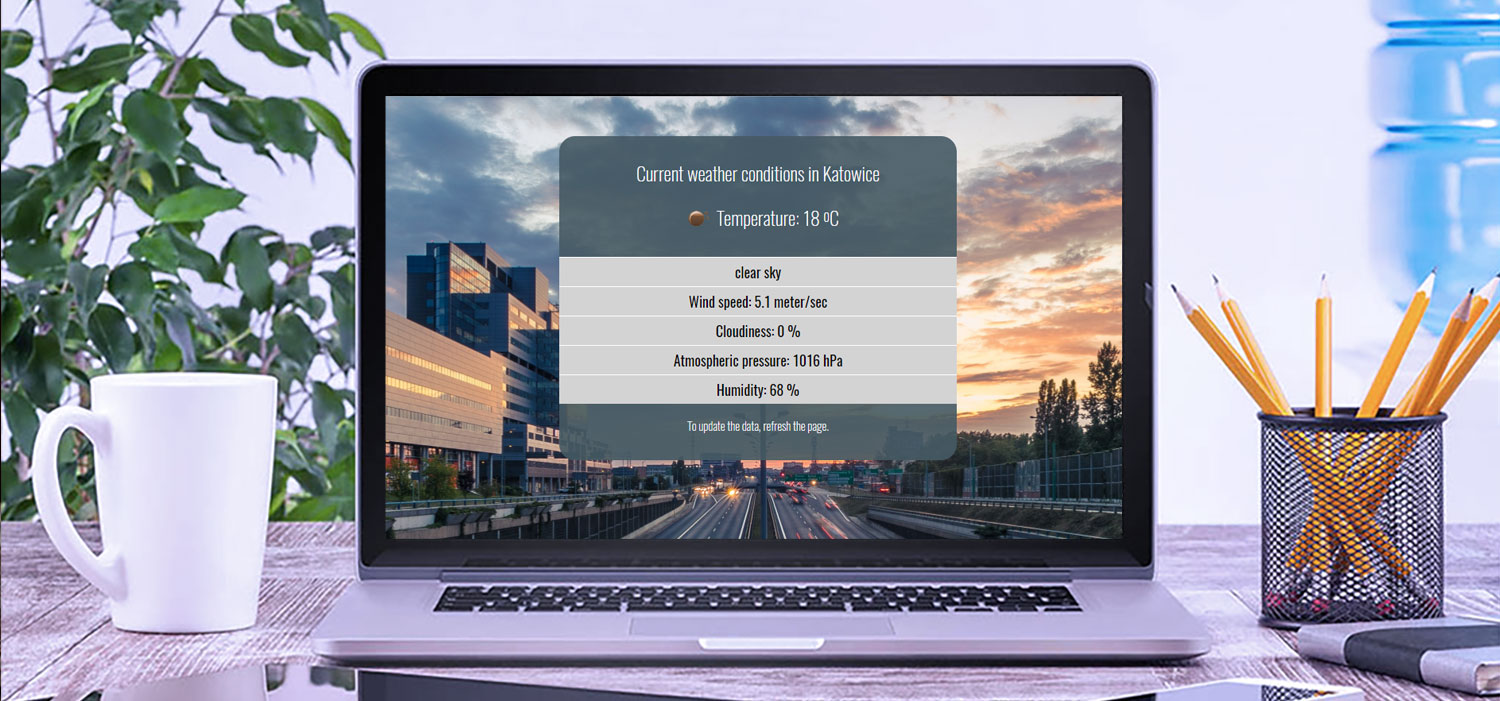 Current weather conditions in Katowice
Temperature: 18 ºC
clear sky
Wind speed: 5.1 meter/sec
Cloudiness: 0 %
Atmospheric pressure: 1016 hPa
Humidity: 68 %
To update the data, refresh the page.